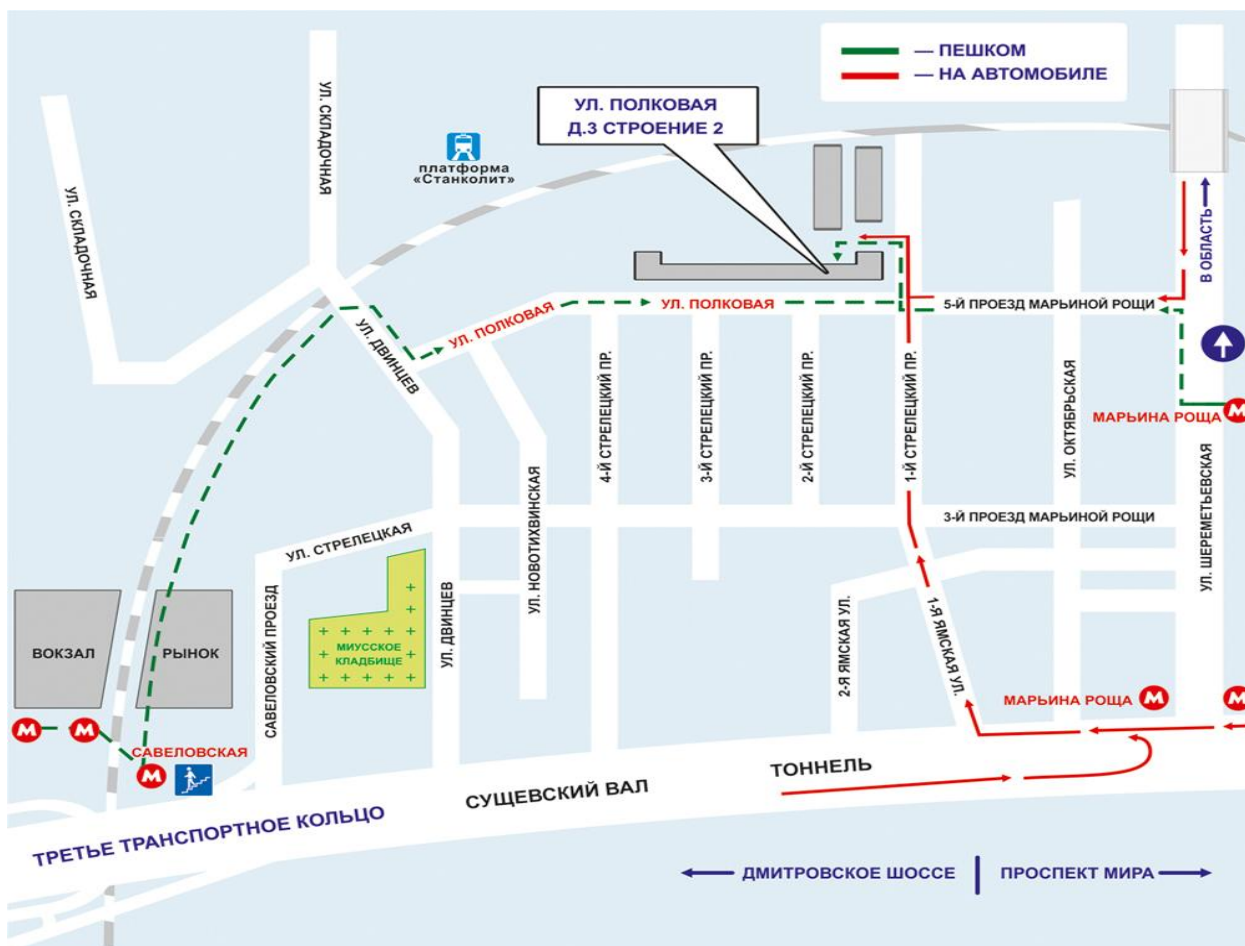 — ПЕШКОМ
— НА АВТОМОБИЛЕ
УЛ. ПОЛКОВАЯ
Д.3 СТРОЕНИЕ 2
УЛ. СКЛАДОЧНАЯ
платформа
«Станколит»
УЛ. СКЛАДОЧНАЯ
В ОБЛАСТЬ
УЛ. ПОЛКОВАЯ
УЛ. ПОЛКОВАЯ
5-Й ПРОЕЗД МАРЬИНОЙ РОЩИ
УЛ. ДВИНЦЕВ
4-Й СТРЕЛЕЦКИЙ ПР.
3-Й СТРЕЛЕЦКИЙ ПР.
2-Й СТРЕЛЕЦКИЙ ПР.
1-Й СТРЕЛЕЦКИЙ ПР.
УЛ. ОКТЯБРЬСКАЯ
МАРЬИНА РОЩА
М
УЛ. ШЕРЕМЕТЬЕВСКАЯ
УЛ. СТРЕЛЕЦКАЯ
УЛ. НОВОТИХВИНСКАЯ
3-Й ПРОЕЗД МАРЬИНОЙ РОЩИ
ВОКЗАЛ
РЫНОК
САВЕЛОВСКИЙ ПРОЕЗД
МИУССКОЕ
КЛАДБИЩЕ
УЛ. ДВИНЦЕВ
2-Я ЯМСКАЯ УЛ.
1-Я ЯМСКАЯ УЛ.
МАРЬИНА РОЩА
М
М
М
М
САВЕЛОВСКАЯ
М
ТОННЕЛЬ
СУЩЕВСКИЙ ВАЛ
ТРЕТЬЕ ТРАНСПОРТНОЕ КОЛЬЦО
ДМИТРОВСКОЕ ШОССЕ
ПРОСПЕКТ МИРА